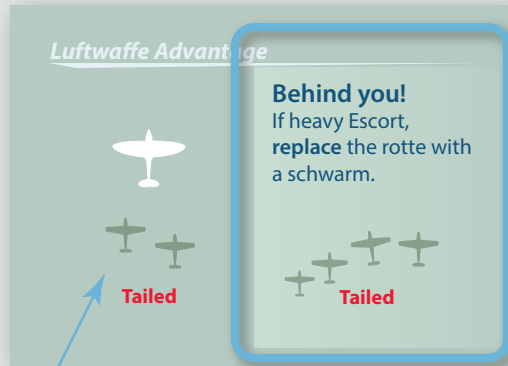 Luftwaffe Advantage
Behind you!
If heavy Escort,
replace the rotte with
a schwarm.
Tailed
Tailed